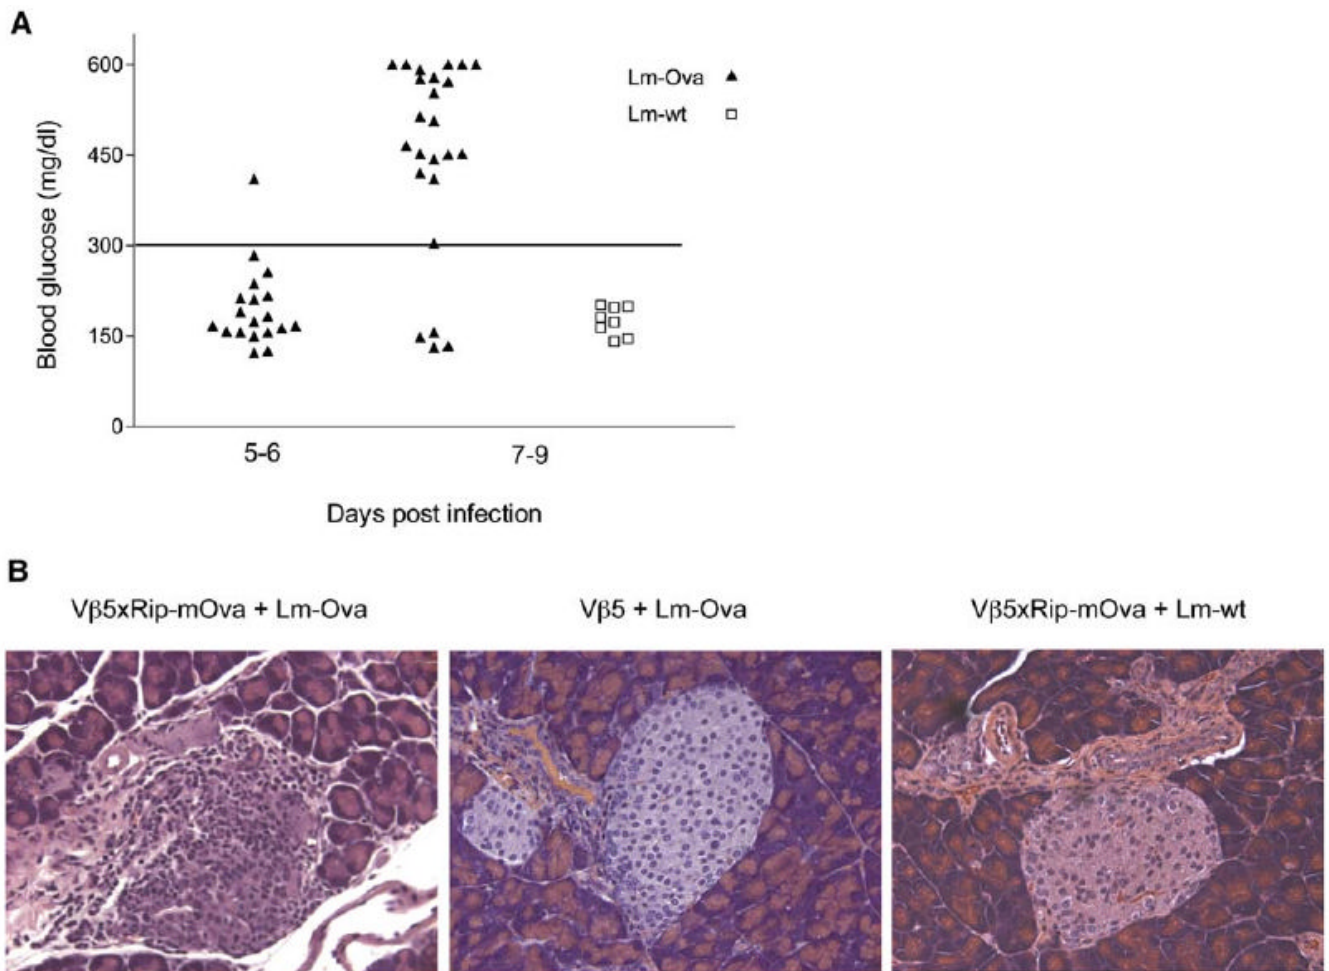 A
600
450
300
150
0
Blood glucose (mg/dl)
Lm-Ova
Lm-wt
5-6
7-9
Days post infection
B
Vβ5xRip-mOva + Lm-Ova
Vβ5 + Lm-Ova
Vβ5xRip-mOva + Lm-wt